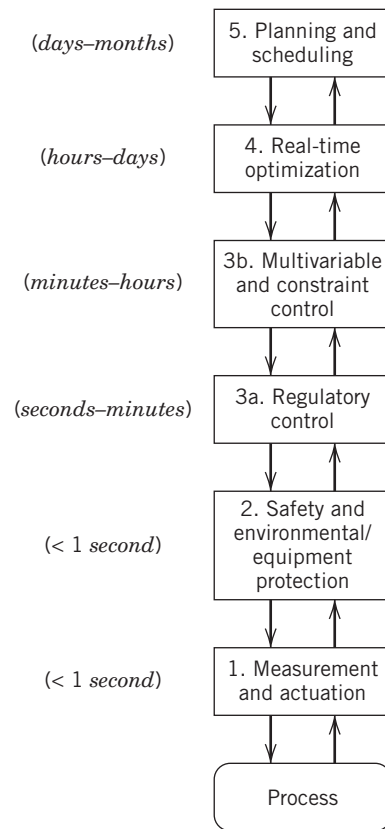 (days–months)
5. Planning and
scheduling
(hours–days)
4. Real-time
optimization
(minutes–hours)
3b. Multivariable
and constraint
control
(seconds–minutes)
3a. Regulatory
control
(< 1 second)
2. Safety and
environmental/
equipment
protection
(< 1 second)
1. Measurement
and actuation
Process